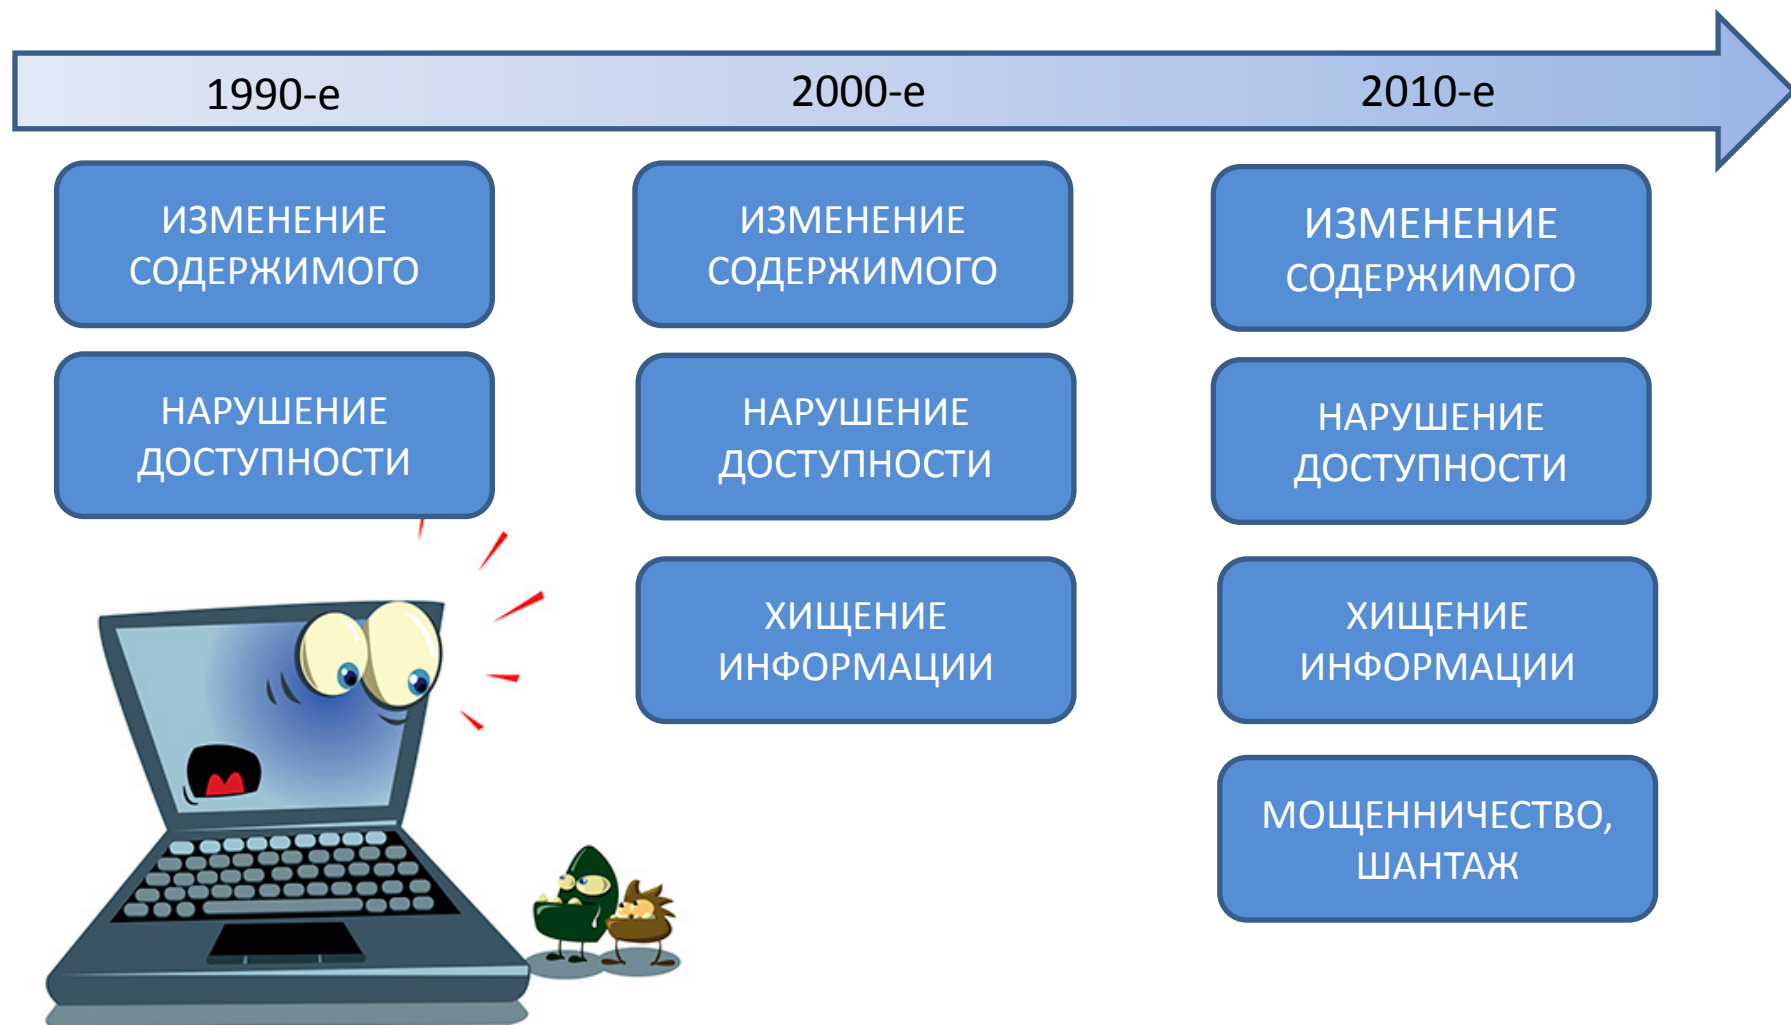 1990-е
2000-е
2010-е
ИЗМЕНЕНИЕ
СОДЕРЖИМОГО
НАРУШЕНИЕ
ДОСТУПНОСТИ
ИЗМЕНЕНИЕ
СОДЕРЖИМОГО
НАРУШЕНИЕ
ДОСТУПНОСТИ
ХИЩЕНИЕ
ИНФОРМАЦИИ
ИЗМЕНЕНИЕ
СОДЕРЖИМОГО
НАРУШЕНИЕ
ДОСТУПНОСТИ
ХИЩЕНИЕ
ИНФОРМАЦИИ
МОЩЕННИЧЕСТВО,
ШАНТАЖ